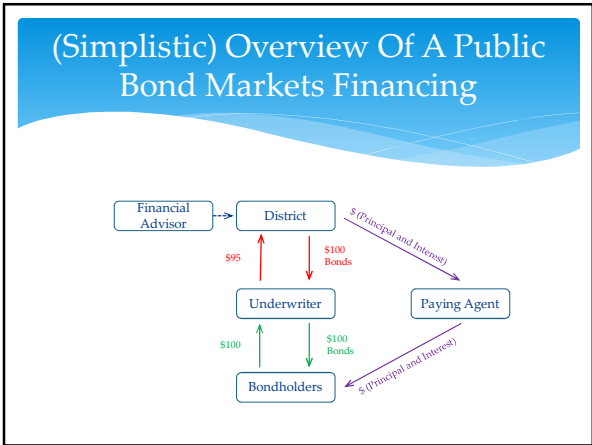 (Simplistic) Overview Of A Public
Bond Markets Financing
Financial
Advisor
District
$ (Principal and Interest)
$95
$100
Bonds
Underwriter
Paying Agent
$100
$100
Bonds
$ (Principal and Interest)
Bondholders